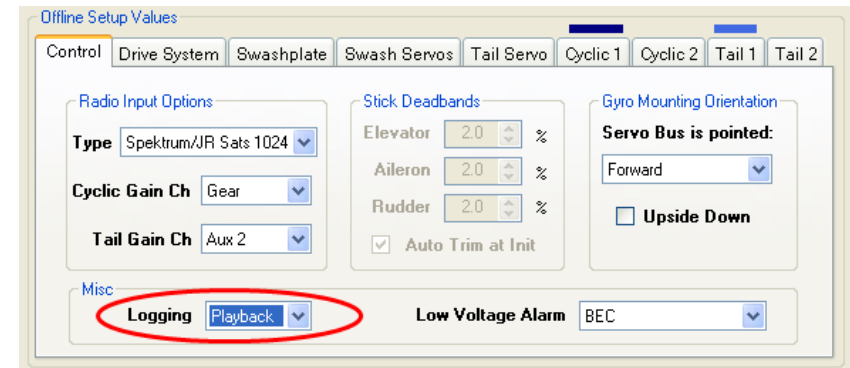 Offline Setup Values
Control Drive System Swashplate Swash Servos Tail Servo Cyclic 1 Cyclic 2 Tail 1 Tail 2
Radio Input Options
Type Spektrum/JR Sats 1024
Cyclic Gain Ch Gear
Tail Gain Ch Aux 2
Stick Deadbands
Elevator 2.0 %
Aileron 2.0 %
Rudder 2.0 %
Auto Trim at Init
Gyro Mounting Orientation
Servo Bus is pointed:
Forward
Upside Down
Misc
Logging Playback Low Voltage Alarm BEC